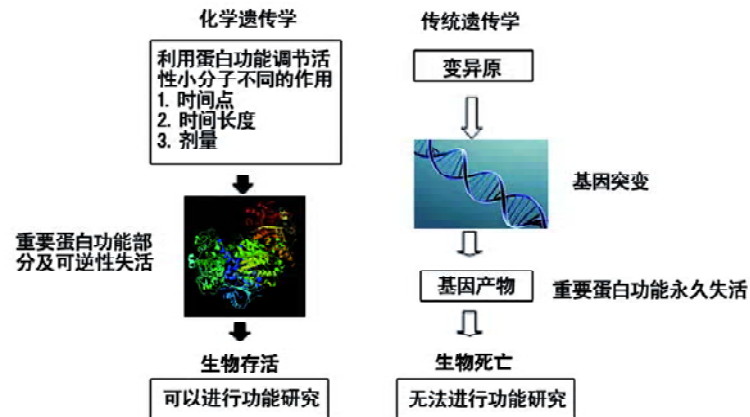 化学遗传学
利用蛋白功能调节活
性小分子不同的作用
1. 时间点
2. 时间长度
3. 剂量
重要蛋白功能部
分及可逆性失活
生物存活
可以进行功能研究
传统遗传学
变异原
基因突变
基因产物
重要蛋白功能永久失活
生物死亡
无法进行功能研究